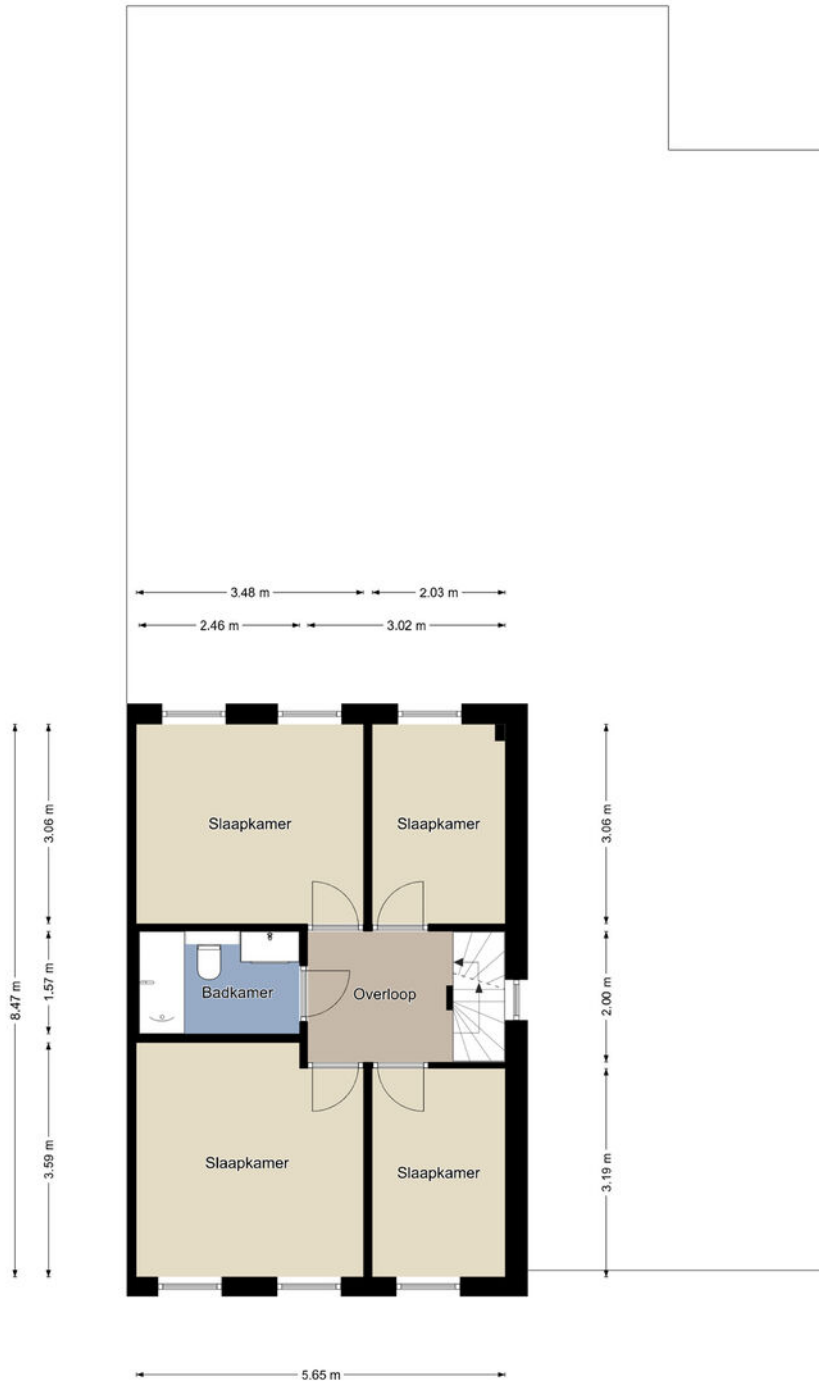 3.48 m
2.03 m
2.46 m
3.02 m
8.47 m
3.06 m
1.57 m
3.59 m
Slaapkamer
Slaapkamer
Badkamer
Overloop
Slaapkamer
Slaapkamer
3.06 m
2.00 m
3.19 m
5.65 m